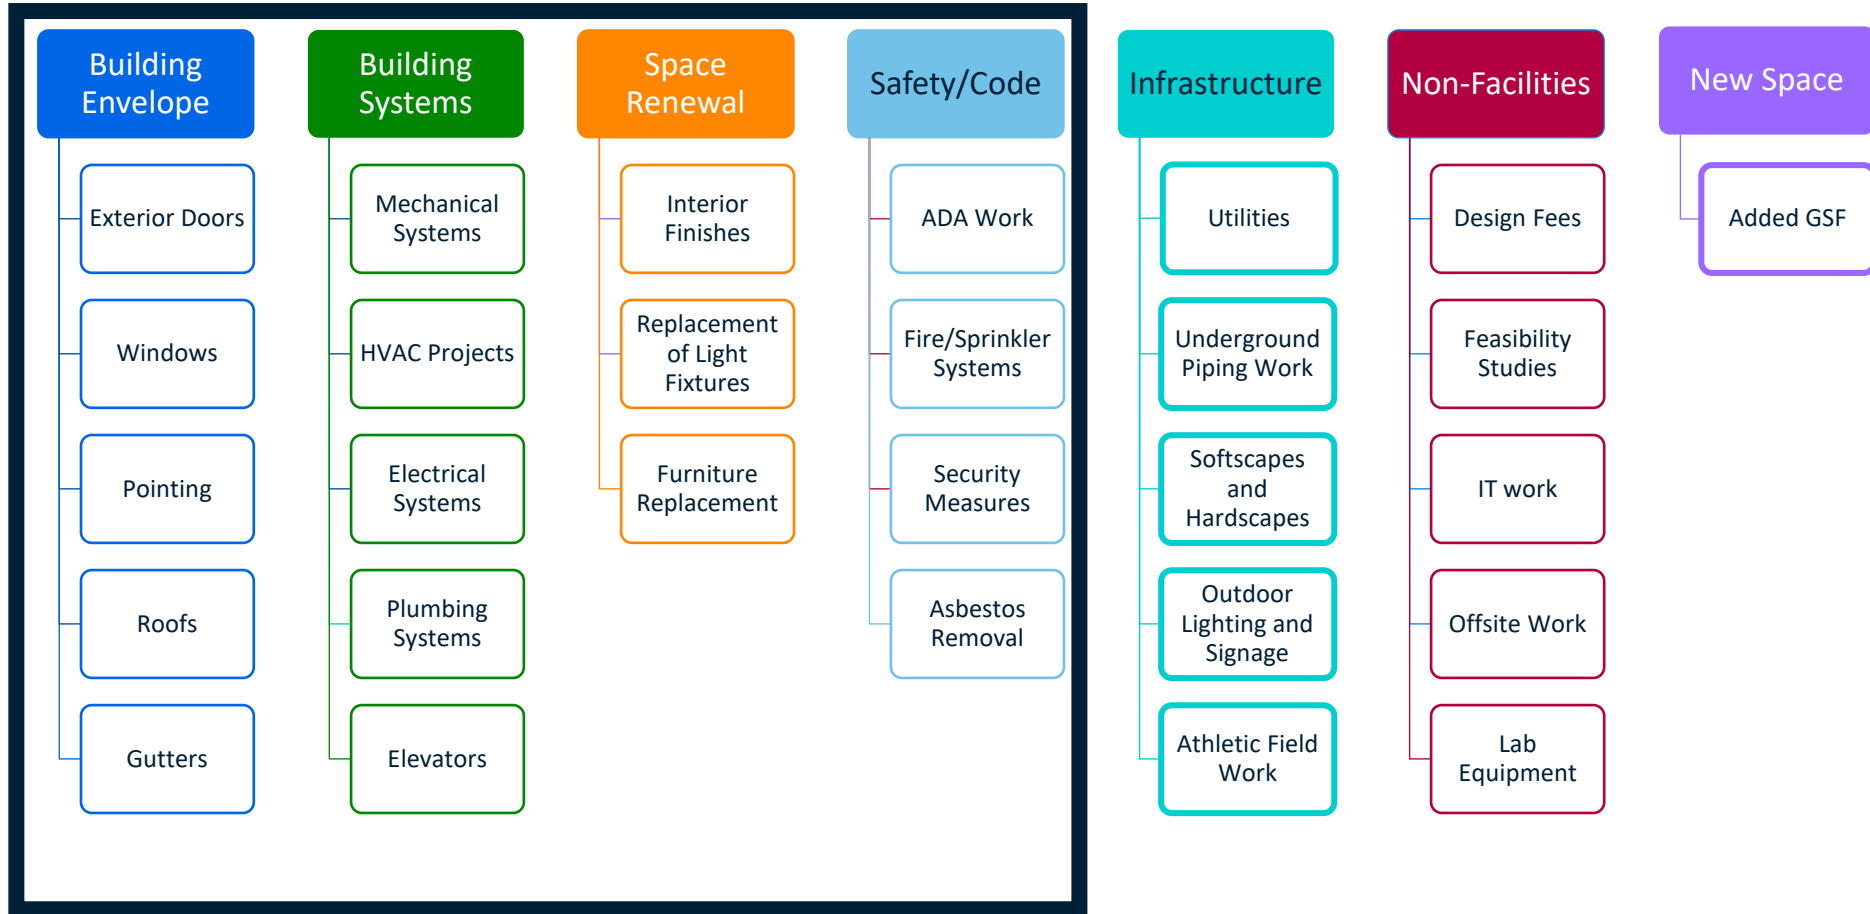 Building
Envelope
Exterior Doors
Windows
Pointing
Roofs
Gutters
Building
Systems
Mechanical
Systems
HVAC Projects
Electrical
Systems
Plumbing
Systems
Elevators
Space
Renewal
Interior
Finishes
Replacement
of Light
Fixtures
Furniture
Replacement
Safety/Code
ADA Work
Fire/Sprinkler
Systems
Security
Measures
Asbestos
Removal
Infrastructure
Utilities
Underground
Piping Work
Softscapes
and
Hardscapes
Outdoor
Lighting and
Signage
Athletic Field
Work
Non-Facilities
Design Fees
Feasibility
Studies
IT work
Offsite Work
Lab
Equipment
New Space
Added GSF